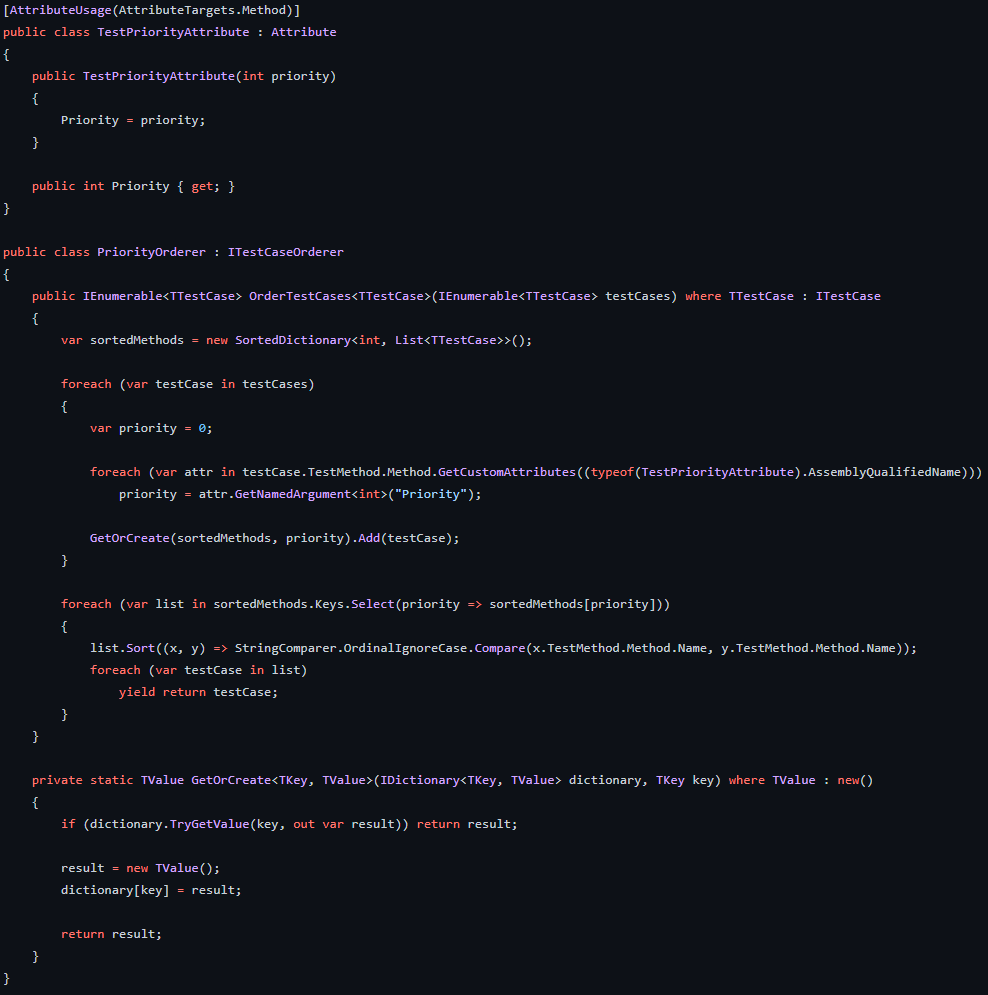 [AttributeUsage(AttributeTargets.Method)]
public class TestPriorityAttribute : Attribute
{
    public TestPriorityAttribute(int priority)
    {
        Priority = priority;
    }

    public int Priority { get; }
}

public class PriorityOrderer : ITestCaseOrderer
{
    public IEnumerable<TTestCase> OrderTestCases<TTestCase>(IEnumerable<TTestCase> testCases) where TTestCase : ITestCase
    {
        var sortedMethods = new SortedDictionary<int, List<TTestCase>>();

        foreach (var testCase in testCases)
        {
            var priority = 0;

            foreach (var attr in testCase.TestMethod.Method.GetCustomAttributes((typeof(TestPriorityAttribute).AssemblyQualifiedName)))
                priority = attr.GetNamedArgument<int>("Priority");

            GetOrCreate(sortedMethods, priority).Add(testCase);
        }

        foreach (var list in sortedMethods.Keys.Select(priority => sortedMethods[priority]))
        {
            list.Sort((x, y) => StringComparer.OrdinalIgnoreCase.Compare(x.TestMethod.Method.Name, y.TestMethod.Method.Name));
            foreach (var testCase in list)
                yield return testCase;
        }
    }

    private static TValue GetOrCreate<TKey, TValue>(IDictionary<TKey, TValue> dictionary, TKey key) where TValue : new()
    {
        if (dictionary.TryGetValue(key, out var result)) return result;

        result = new TValue();
        dictionary[key] = result;

        return result;
    }
}